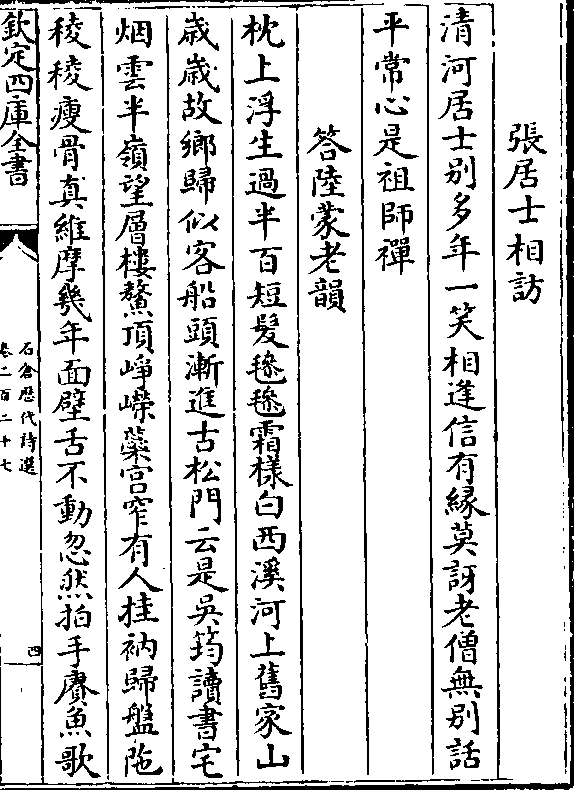 張居士相訪
清河居士别多年一笑相逢信有緣莫訝老僧無别話
平常心是祖師禪
答陸蒙老韻
枕上浮生過半百短髮毿毿霜樣白西溪河上舊家山
歳歳故鄉歸似客船頭漸進古松門云是吳筠讀書宅
烟雲半嶺望層樓鰲頂崢嶸蘂宫窄有人挂衲歸盤陁
稜稜瘦骨真維摩幾年面壁舌不動忽然拍手賡魚歌
欽定四庫全書
石倉歴代詩選
卷二百二十七
四